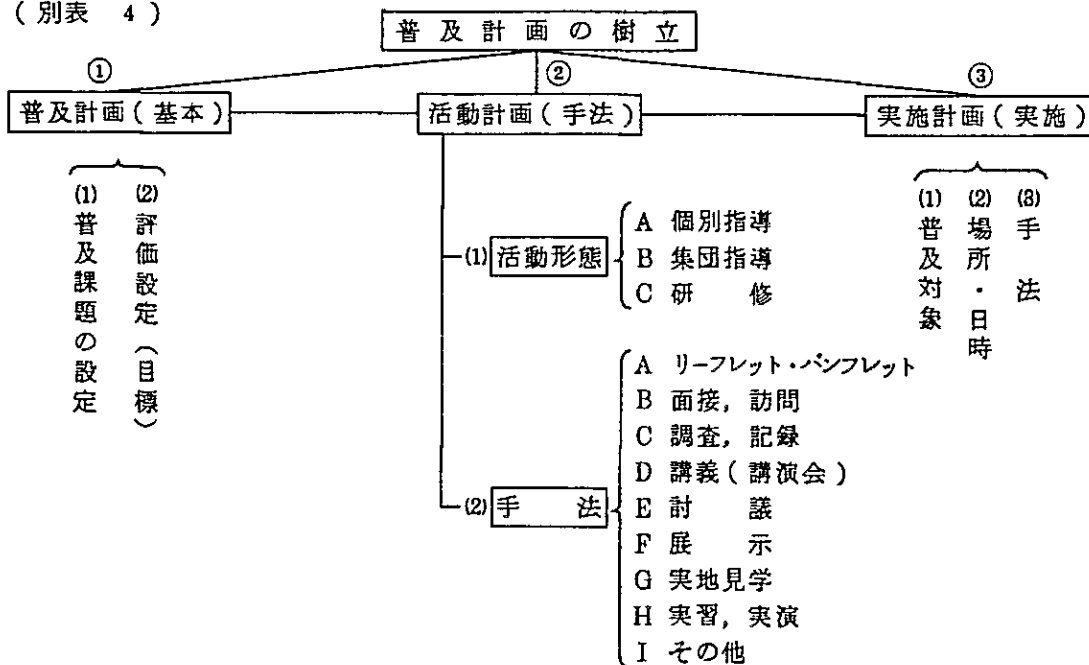 (別表 4)
普及計画の樹立
①
②
③
普及計画(基本)
活動計画(手法)
実施計画(実施)
(1) 普及課題の設定
(2) 評価設定(目標)
(1) 活動形態
A 個別指導
B 集団指導
C 研修
(2) 手法
A リーフレット・パンフレット
B 面接,訪問
C 調査,記録
D 講義(講演会)
E 討議
F 展示
G 実地見学
H 実習,実演
I その他
(1) 普及対象
(2) 場所・日時
(3) 手法